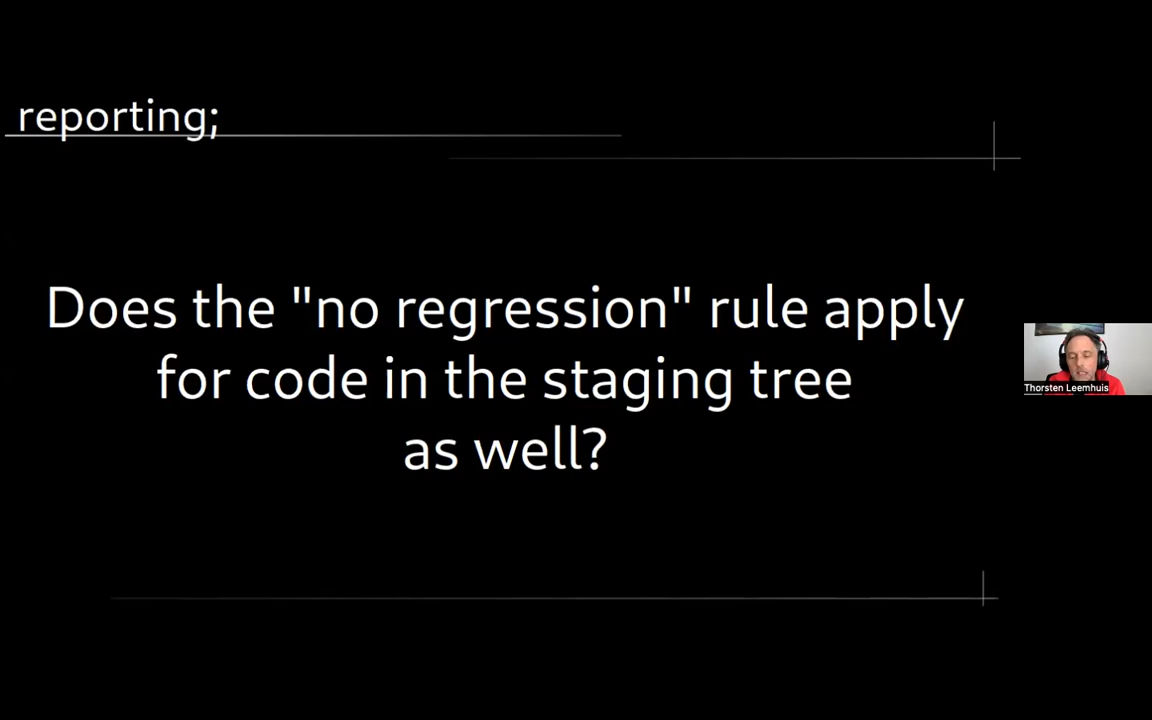 reporting;
Does the "no regression" rule apply
for code in the staging tree
as well?
Thorsten Leemhuis